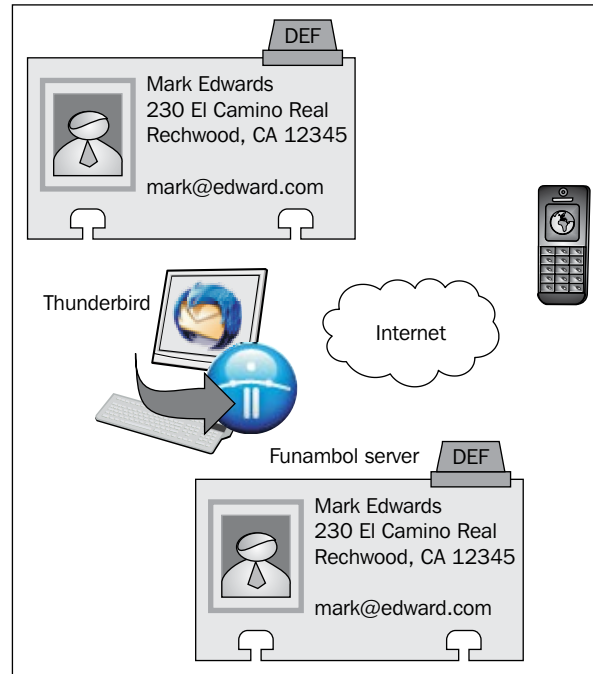 DEF
Mark Edwards
230 El Camino Real
Rechwood, CA 12345
mark@edward.com
Thunderbird
Internet
Funambol server
DEF
Mark Edwards
230 El Camino Real
Rechwood, CA 12345
mark@edward.com